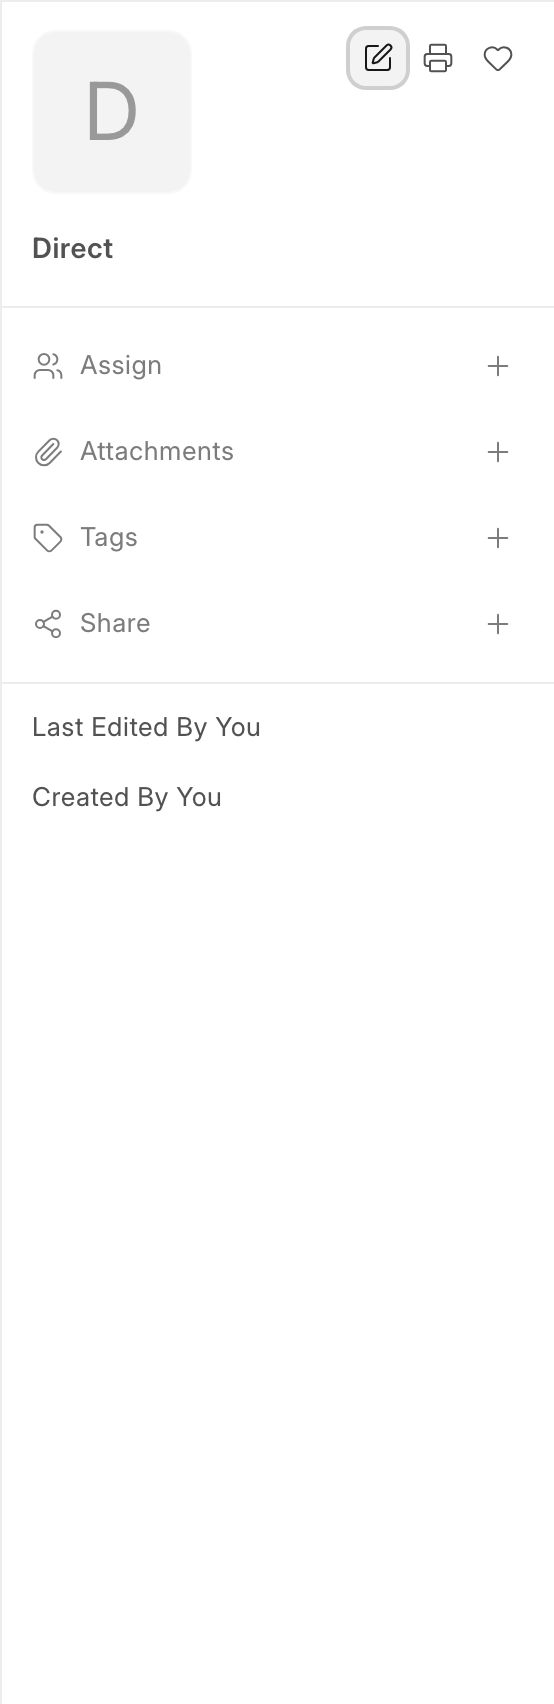 D
Direct
Assign
Attachments
Tags
Share
Last Edited By You
Created By You